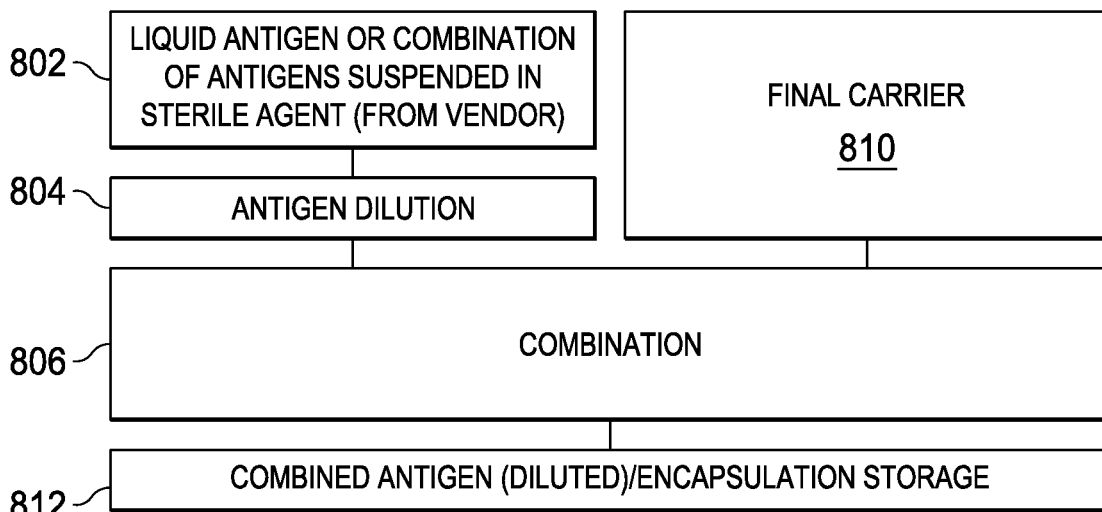 802
LIQUID ANTIGEN OR COMBINATION
OF ANTIGENS SUSPENDED IN
STERILE AGENT (FROM VENDOR)
FINAL CARRIER
810
804
ANTIGEN DILUTION
806
COMBINATION
812
COMBINED ANTIGEN (DILUTED)/ENCAPSULATION STORAGE